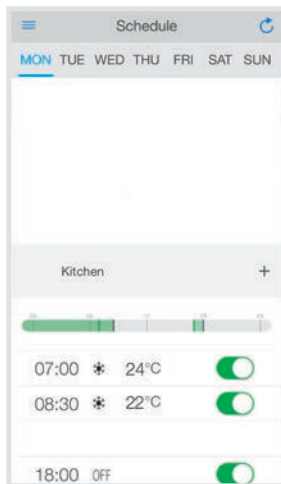 Schedule
MON TUE WED THU FRI SAT SUN
Kitchen +
07:00 24°C
08:30 22°C
18:00 OFF